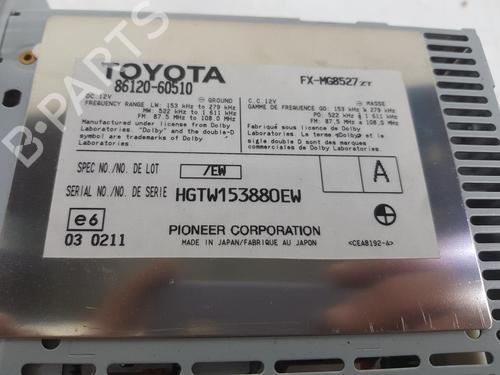 TOYOTA
86120-60510
FX-MG8527 ZT
DC.12V GROUND
FREQUENCY RANGE LW: 153 kHz to 279 kHz
MW: 522 kHz to 1 611 kHz
FM: 87.5 MHz to 108.0 MHz
Manufactured under license from Dolby
Laboratories. "Dolby" and the double-D
symbol are trademarks of Dolby
Laboratories.
C.C.12V MASSE
GAMME DE FREQUENCE GO: 153 kHz à 279 kHz
PO: 522 kHz à 1 611 kHz
FM: 87.5 MHz à 108.0 MHz
Fabriqué sous licence de Dolby
Laboratories. Le terme «Dolby» et le
sigle double D sont des marques
commerciales de Dolby Laboratories.
SPEC NO./NO. DE LOT /EW
A
SERIAL NO./NO. DE SERIE HGTW153880EW
e6
03 0211
PIONEER CORPORATION
MADE IN JAPAN/FABRIQUE AU JAPON
<CEA8192-A>
B-PARTS